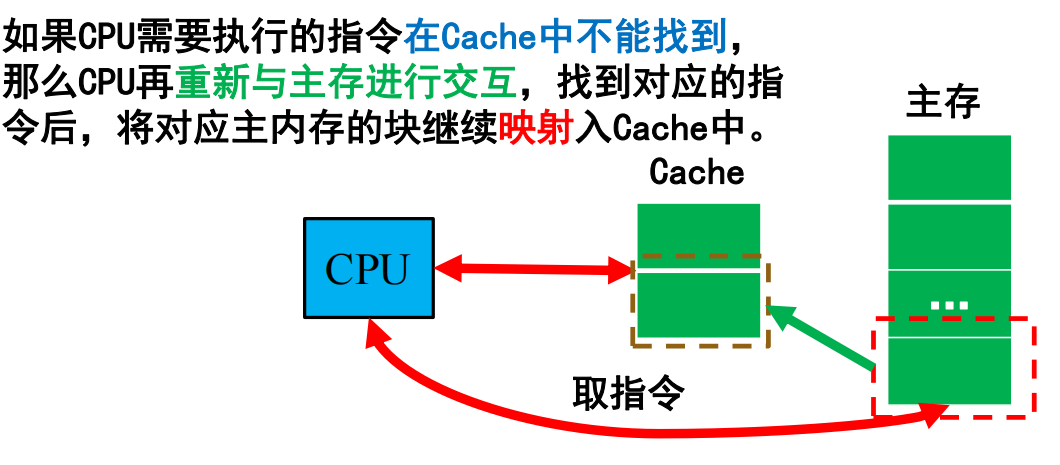 如果CPU需要执行的指令在Cache中不能找到，
那么CPU再重新与主存进行交互，找到对应的指
令后，将对应主内存的块继续映射入Cache中。
主存
Cache
CPU
...
取指令